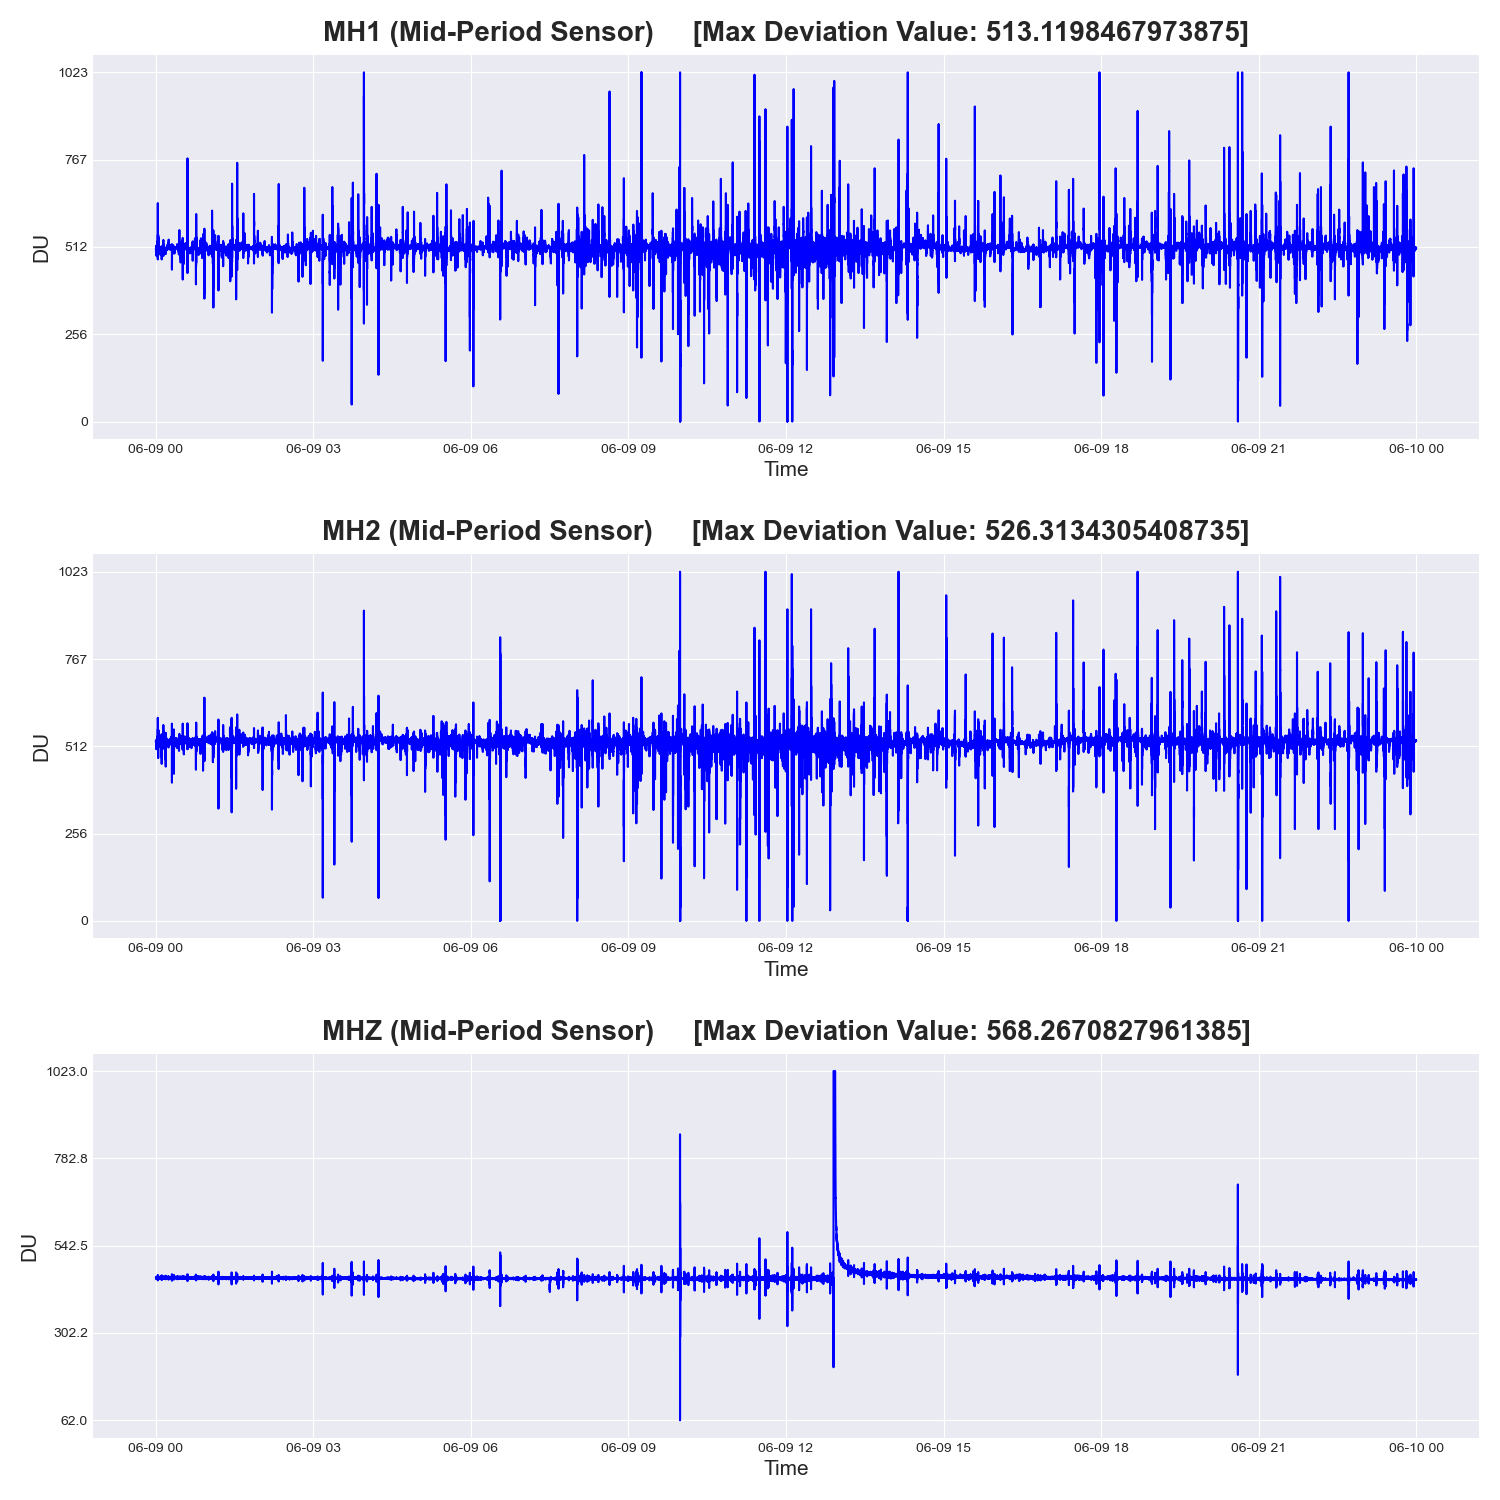 MH1 (Mid-Period Sensor) [Max Deviation Value: 513.1198467973875]
1023
767
512
256
0
DU
06-09 00 06-09 03 06-09 06 06-09 09 06-09 12 06-09 15 06-09 18 06-09 21 06-10 00
Time
MH2 (Mid-Period Sensor) [Max Deviation Value: 526.3134305408735]
1023
767
512
256
0
DU
06-09 00 06-09 03 06-09 06 06-09 09 06-09 12 06-09 15 06-09 18 06-09 21 06-10 00
Time
MHZ (Mid-Period Sensor) [Max Deviation Value: 568.2670827961385]
1023.0
782.8
542.5
302.2
62.0
DU
06-09 00 06-09 03 06-09 06 06-09 09 06-09 12 06-09 15 06-09 18 06-09 21 06-10 00
Time